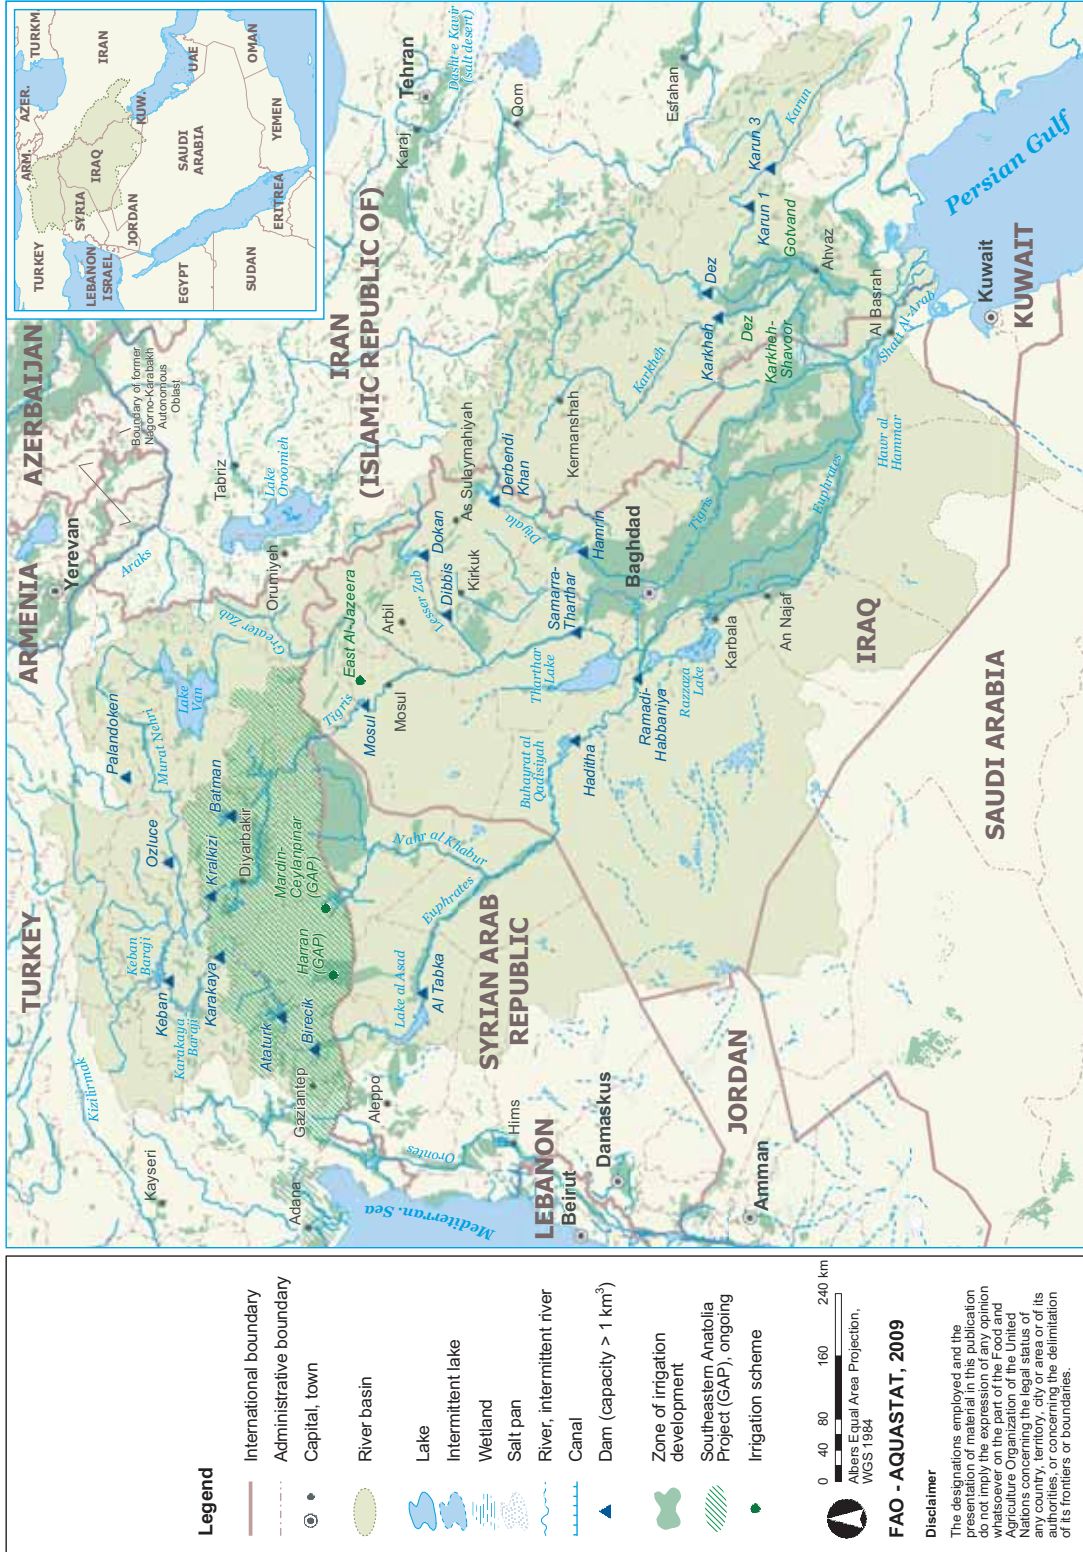 Legend
International boundary
Administrative boundary
Capital, town
River basin
Lake
Intermittent lake
Wetland
Salt pan
River, intermittent river
Canal
Dam (capacity > 1 km³)
Zone of irrigation
development
Southeastern Anatolia
Project (GAP), ongoing
Irrigation scheme
0 40 80 160 240 km
Albers Equal Area Projection,
WGS 1984
FAO - AQUASTAT, 2009
Disclaimer
The designations employed and the
presentation of material in this publication
do not imply the expression of any opinion
whatsoever on the part of the Food and
Agriculture Organization of the United
Nations concerning the legal status of
any country, territory, city or area or of its
authorities, or concerning the delimitation
of its frontiers or boundaries.
TURKEY
ARMENIA
AZERBAIJAN
Yerevan
Boundary of former
Nagorno-Karabakh
Autonomous
Oblast
Kizilirmak
Kayseri
Adana
Gaziantep
Keban
Baraji
Keban
Karakaya
Baraji
Karakaya
Ataturk
Birecik
Ozluce
Palandoken
Murat Nehri
Kralkizi
Batman
Diyarbakir
Lake
Van
Mardin-
Ceylanpinar
(GAP)
Harran
(GAP)
Araks
Tabriz
Lake
Oroomieh
Orumiyeh
Greater Zab
IRAN
(ISLAMIC REPUBLIC OF)
Karaj
Tehran
Dasht-e Kavir
(salt desert)
Qom
Esfahan
East Al-Jazeera
Tigris
Mosul
Mosul
Arbil
Lesser Zab
Dokan
Dibbis
Kirkuk
As Sulaymahiyah
Derbendi
Khan
Diyala
Hamrin
Kermanshah
Karkheh
Karkheh
Dez
Dez
Karkheh-
Shavoor
Karun 3
Karun
Karun 1
Gotvand
Ahvaz
Aleppo
Orontes
Hims
Mediterran. Sea
Lake al Asad
Al Tabka
Euphrates
Nahr al Khabur
SYRIAN ARAB
REPUBLIC
Buhayrat al
Qadisiyah
Haditha
Tharthar
Lake
Samarra-
Tharthar
Ramadi-
Habbaniya
Razzaza
Lake
Baghdad
Karbala
An Najaf
Tigris
Euphrates
Hawr al
Hammar
Al Basrah
Shatt Al-Arab
IRAQ
LEBANON
Beirut
Damaskus
JORDAN
Amman
SAUDI ARABIA
Kuwait
KUWAIT
Persian Gulf
TURKEY
ARM.
AZER.
TURKM.
IRAN
SYRIA
IRAQ
LEBANON
ISRAEL
JORDAN
KUW.
EGYPT
SAUDI
ARABIA
UAE
OMAN
SUDAN
ERITREA
YEMEN